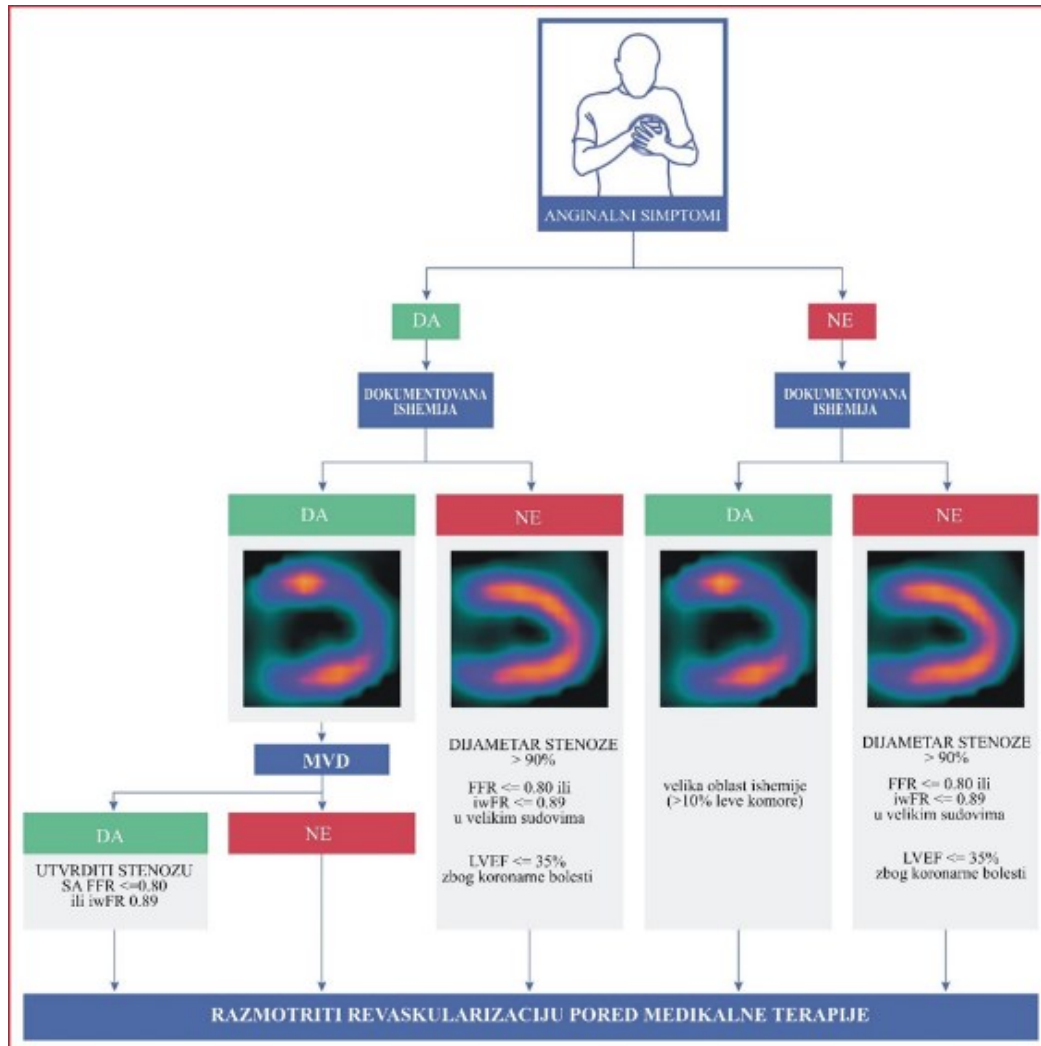 ANGINALNI SIMPTOMI
DA
NE
DOKUMENTOVANA
ISHEMIJA
DOKUMENTOVANA
ISHEMIJA
DA
NE
DA
NE
MVD
DA
NE
UTVRDITI STENOZU
SA FFR <=0.80
ili iwFR 0.89
DIJAMETAR STENOZE
> 90%
FFR <= 0.80 ili
iwFR <= 0.89
u velikim sudovima
LVEF <= 35%
zbog koronarne bolesti
velika oblast ishemije
(>10% leve komore)
DIJAMETAR STENOZE
> 90%
FFR <= 0.80 ili
iwFR <= 0.89
u velikim sudovima
LVEF <= 35%
zbog koronarne bolesti
RAZMOTRITI REVASKULARIZACIJU PORED MEDIKALNE TERAPIJE